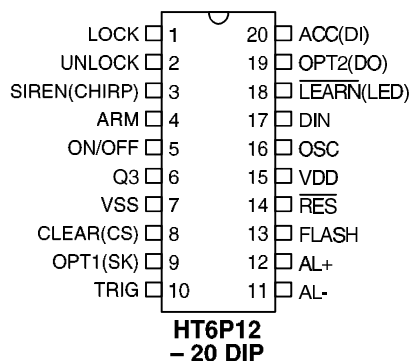 LOCK 1 20 ACC(DI)
UNLOCK 2 19 OPT2(DO)
SIREN(CHIRP) 3 18 LEARN(LED)
ARM 4 17 DIN
ON/OFF 5 16 OSC
Q3 6 15 VDD
VSS 7 14 RES
CLEAR(CS) 8 13 FLASH
OPT1(SK) 9 12 AL+
TRIG 10 11 AL-
HT6P12
– 20 DIP